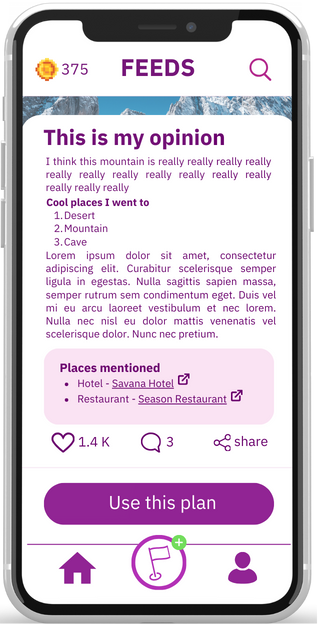 375 FEEDS
This is my opinion
I think this mountain is really really really really
really really really really really really really
really really really
Cool places I went to
1. Desert
2. Mountain
3. Cave
Lorem ipsum dolor sit amet, consectetur
adipiscing elit. Curabitur scelerisque semper
ligula in egestas. Nulla sagittis sapien massa,
semper rutrum sem condimentum eget. Duis vel
mi eu arcu laoreet vestibulum et nec lorem.
Nulla nec nisl eu dolor mattis venenatis vel
scelerisque dolor. Nunc nec pretium.
Places mentioned
• Hotel - Savana Hotel
• Restaurant - Season Restaurant
1.4 K 3 share
Use this plan